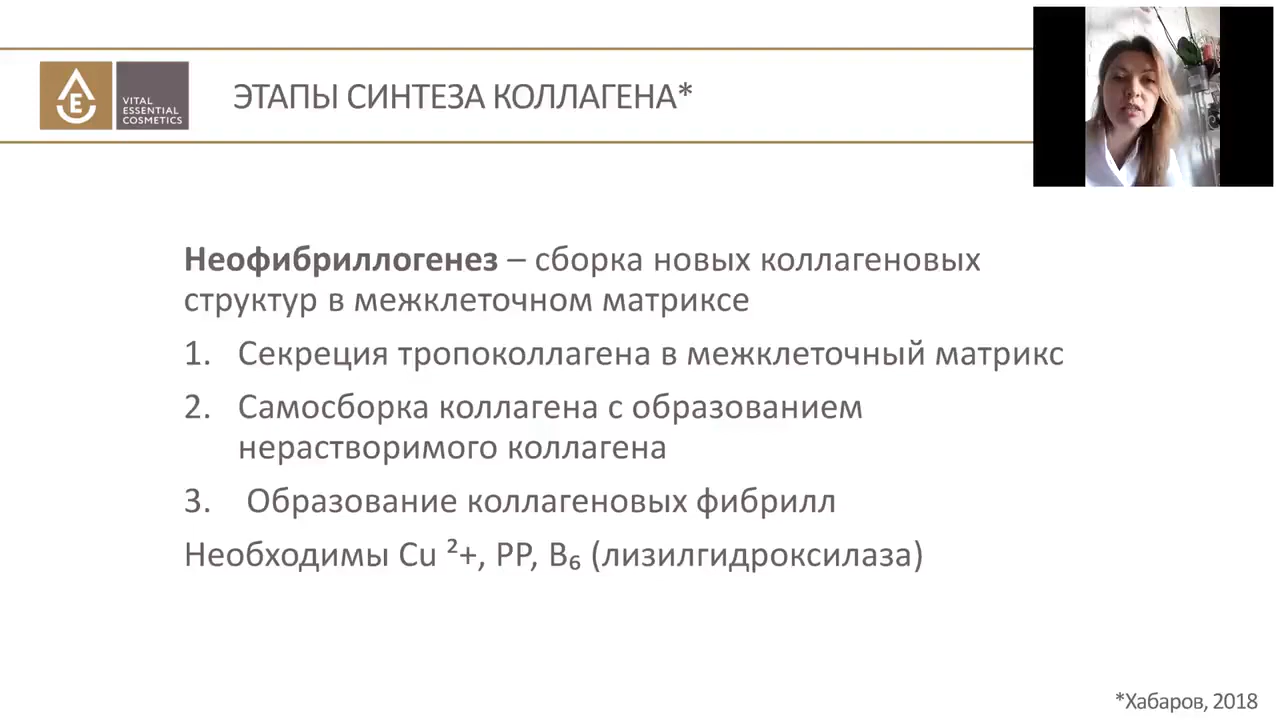 VITAL
ESSENTIAL
COSMETICS
E
ЭТАПЫ СИНТЕЗА КОЛЛАГЕНА*
Неофибриллогенез – сборка новых коллагеновых
структур в межклеточном матриксе
1. Секреция тропоколлагена в межклеточный матрикс
2. Самосборка коллагена с образованием
нерастворимого коллагена
3. Образование коллагеновых фибрилл
Необходимы Cu ²+, PP, B₆ (лизилгидроксилаза)
*Хабаров, 2018